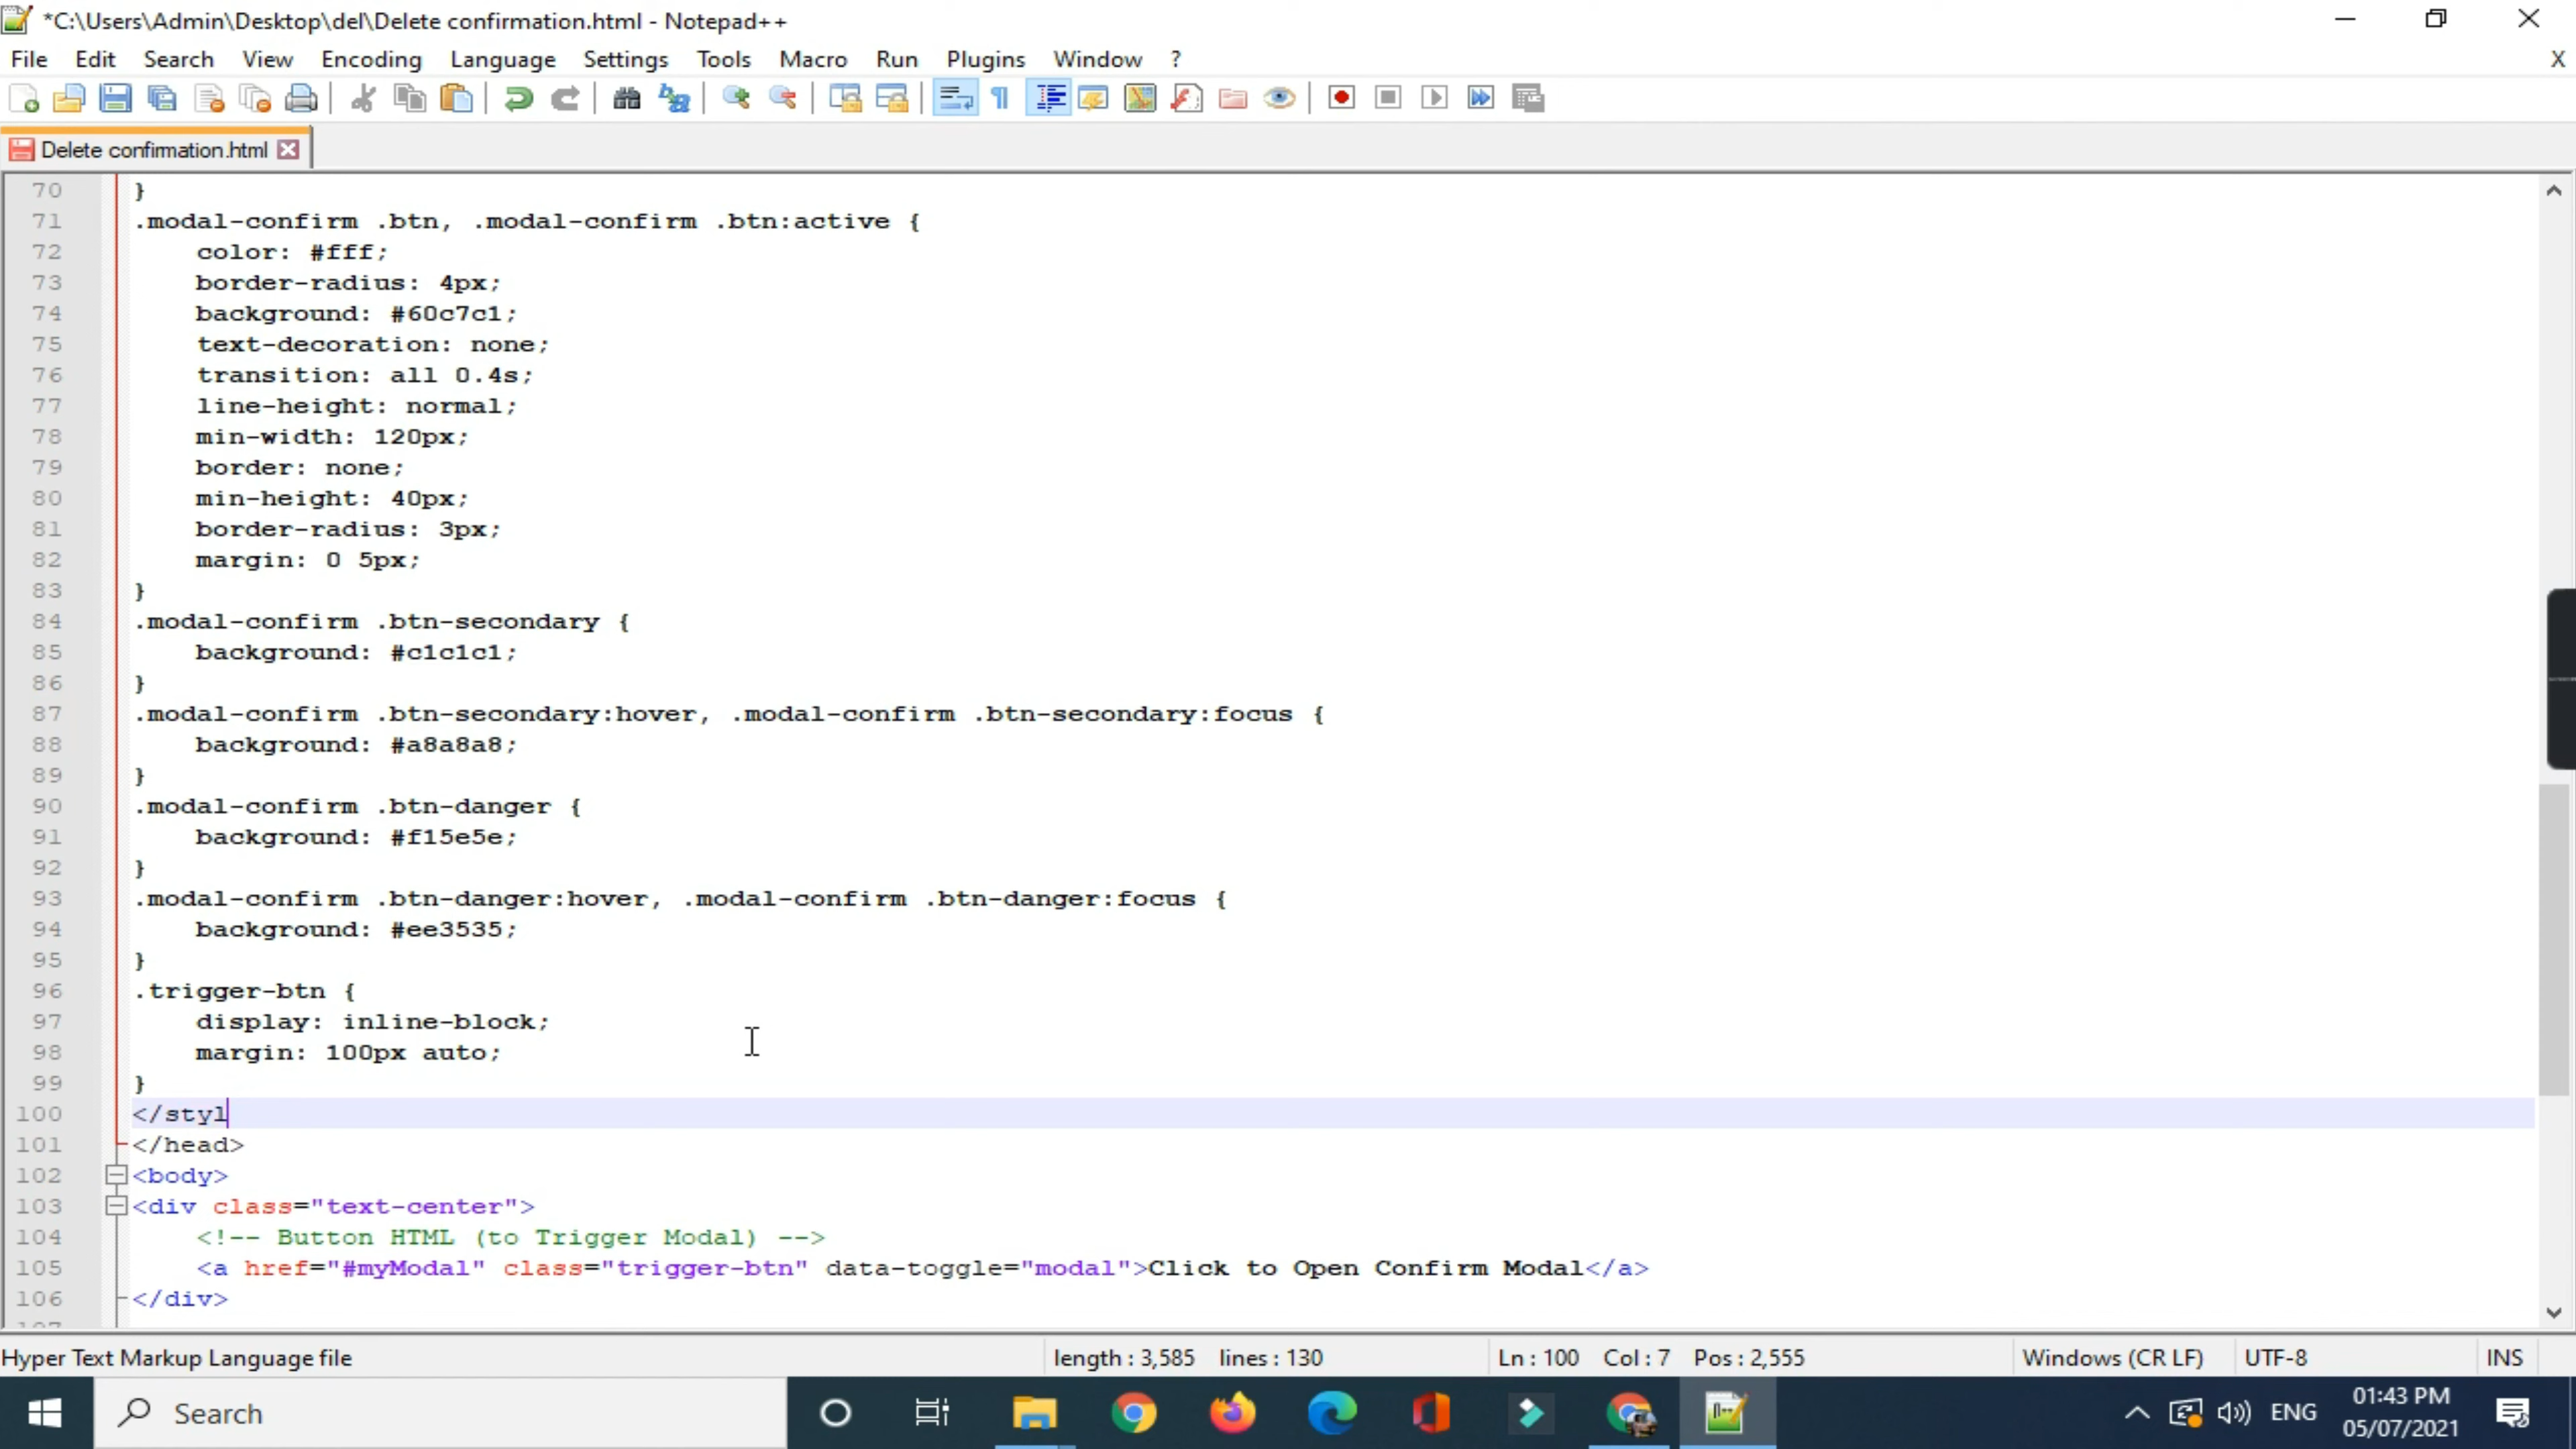 *C:\Users\Admin\Desktop\del\Delete confirmation.html - Notepad++
File Edit Search View Encoding Language Settings Tools Macro Run Plugins Window ? X
Delete confirmation.html
70 }
71 .modal-confirm .btn, .modal-confirm .btn:active {
72 color: #fff;
73 border-radius: 4px;
74 background: #60c7c1;
75 text-decoration: none;
76 transition: all 0.4s;
77 line-height: normal;
78 min-width: 120px;
79 border: none;
80 min-height: 40px;
81 border-radius: 3px;
82 margin: 0 5px;
83 }
84 .modal-confirm .btn-secondary {
85 background: #c1c1c1;
86 }
87 .modal-confirm .btn-secondary:hover, .modal-confirm .btn-secondary:focus {
88 background: #a8a8a8;
89 }
90 .modal-confirm .btn-danger {
91 background: #f15e5e;
92 }
93 .modal-confirm .btn-danger:hover, .modal-confirm .btn-danger:focus {
94 background: #ee3535;
95 }
96 .trigger-btn {
97 display: inline-block;
98 margin: 100px auto;
99 }
100 </styl
101 </head>
102 <body>
103 <div class="text-center">
104 <!-- Button HTML (to Trigger Modal) -->
105 <a href="#myModal" class="trigger-btn" data-toggle="modal">Click to Open Confirm Modal</a>
106 </div>
Hyper Text Markup Language file length : 3,585 lines : 130 Ln : 100 Col : 7 Pos : 2,555 Windows (CR LF) UTF-8 INS
Search ENG 01:43 PM
05/07/2021